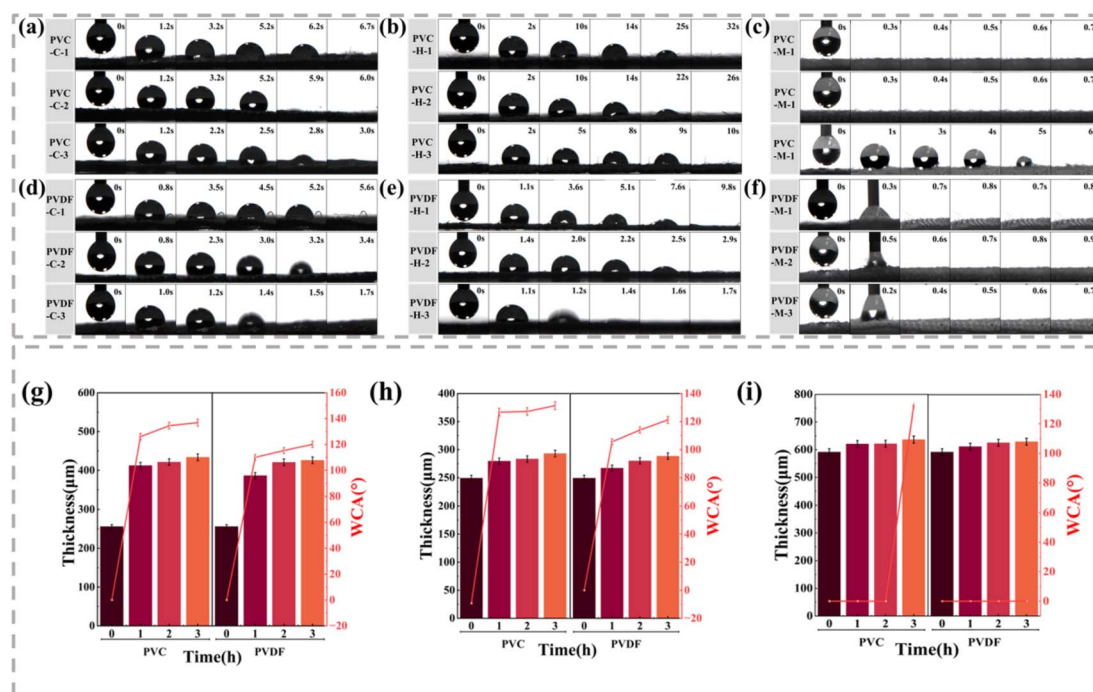 (a) PVC -C-1 0s 1.2s 3.2s 5.2s 6.2s 6.7s
PVC -C-2 0s 1.2s 3.2s 5.2s 5.9s 6.0s
PVC -C-3 0s 1.2s 2.2s 2.5s 2.8s 3.0s
(b) PVC -H-1 0s 2s 10s 14s 25s 32s
PVC -H-2 0s 2s 10s 14s 22s 26s
PVC -H-3 0s 2s 5s 8s 9s 10s
(c) PVC -M-1 0s 0.3s 0.4s 0.5s 0.6s 0.7
PVC -M-1 0s 0.3s 0.4s 0.5s 0.6s 0.7
PVC -M-1 0s 1s 3s 4s 5s 6
(d) PVDF -C-1 0s 0.8s 3.5s 4.5s 5.2s 5.6s
PVDF -C-2 0s 0.8s 2.3s 3.0s 3.2s 3.4s
PVDF -C-3 0s 1.0s 1.2s 1.4s 1.5s 1.7s
(e) PVDF -H-1 0s 1.1s 3.6s 5.1s 7.6s 9.8s
PVDF -H-2 0s 1.4s 2.0s 2.2s 2.5s 2.9s
PVDF -H-3 0s 1.1s 1.2s 1.4s 1.6s 1.7s
(f) PVDF -M-1 0s 0.3s 0.7s 0.8s 0.7s 0.8
PVDF -M-2 0s 0.5s 0.6s 0.7s 0.8s 0.9
PVDF -M-3 0s 0.2s 0.4s 0.5s 0.6s 0.7
(g)
Thickness(μm)
600
500
400
300
200
100
0
160
140
120
100
80
60
40
20
0
−20
WCA(°)
0 1 2 3 0 1 2 3
PVC Time(h) PVDF
(h)
Thickness(μm)
400
350
300
250
200
150
100
50
0
140
120
100
80
60
40
20
0
−20
WCA(°)
0 1 2 3 0 1 2 3
PVC Time(h) PVDF
(i)
Thickness(μm)
800
700
600
500
400
300
200
100
0
140
120
100
80
60
40
20
0
WCA(°)
0 1 2 3 0 1 2 3
PVC Time(h) PVDF